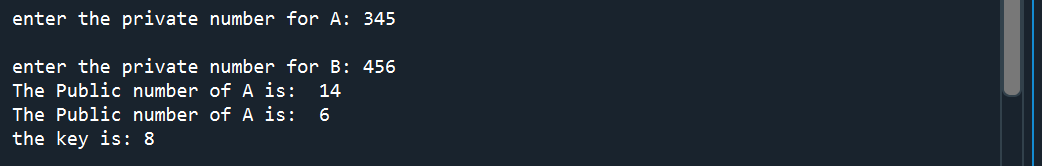 enter the private number for A: 345
enter the private number for B: 456
The Public number of A is:  14
The Public number of A is:  6
the key is: 8